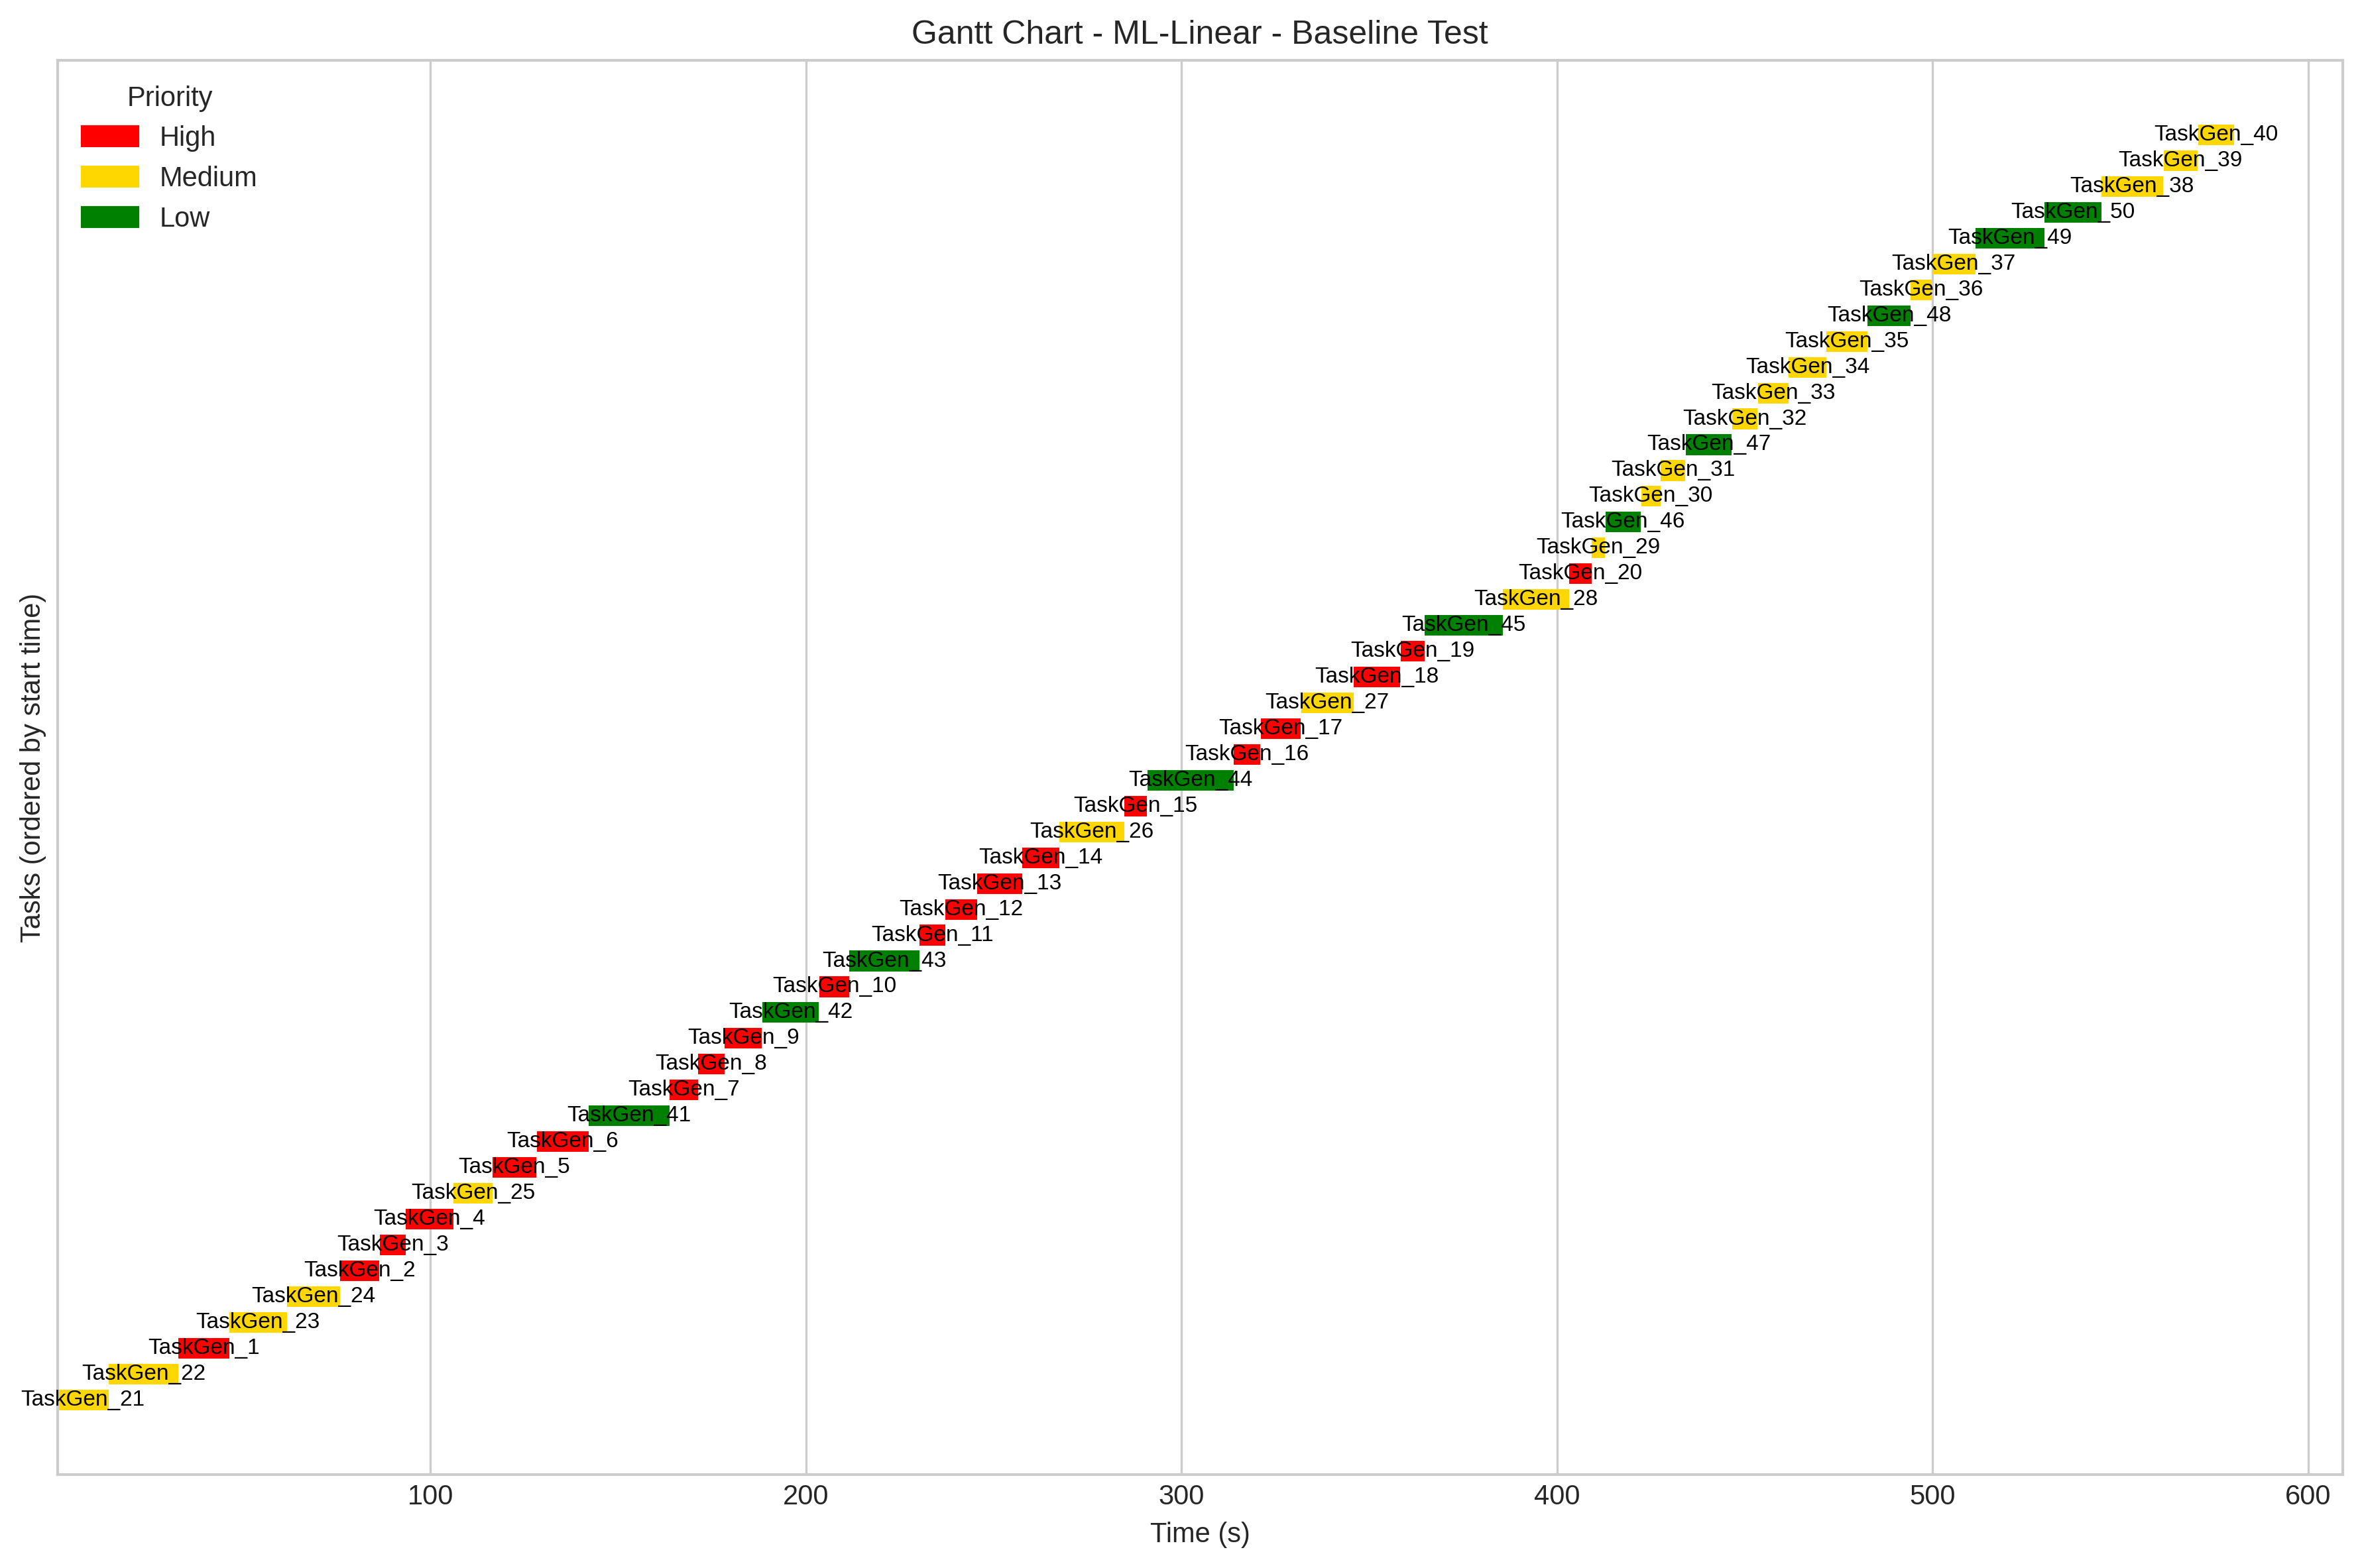 Gantt Chart - ML-Linear - Baseline Test
Priority
High
Medium
Low
TaskGen_40
TaskGen_39
TaskGen_38
TaskGen_50
TaskGen_49
TaskGen_37
TaskGen_36
TaskGen_48
TaskGen_35
TaskGen_34
TaskGen_33
TaskGen_32
TaskGen_47
TaskGen_31
TaskGen_30
TaskGen_46
TaskGen_29
TaskGen_20
TaskGen_28
TaskGen_45
TaskGen_19
TaskGen_18
TaskGen_27
TaskGen_17
TaskGen_16
TaskGen_44
TaskGen_15
TaskGen_26
TaskGen_14
TaskGen_13
TaskGen_12
TaskGen_11
TaskGen_43
TaskGen_10
TaskGen_42
TaskGen_9
TaskGen_8
TaskGen_7
TaskGen_41
TaskGen_6
TaskGen_5
TaskGen_25
TaskGen_4
TaskGen_3
TaskGen_2
TaskGen_24
TaskGen_23
TaskGen_1
TaskGen_22
TaskGen_21
Tasks (ordered by start time)
100 200 300 400 500 600
Time (s)